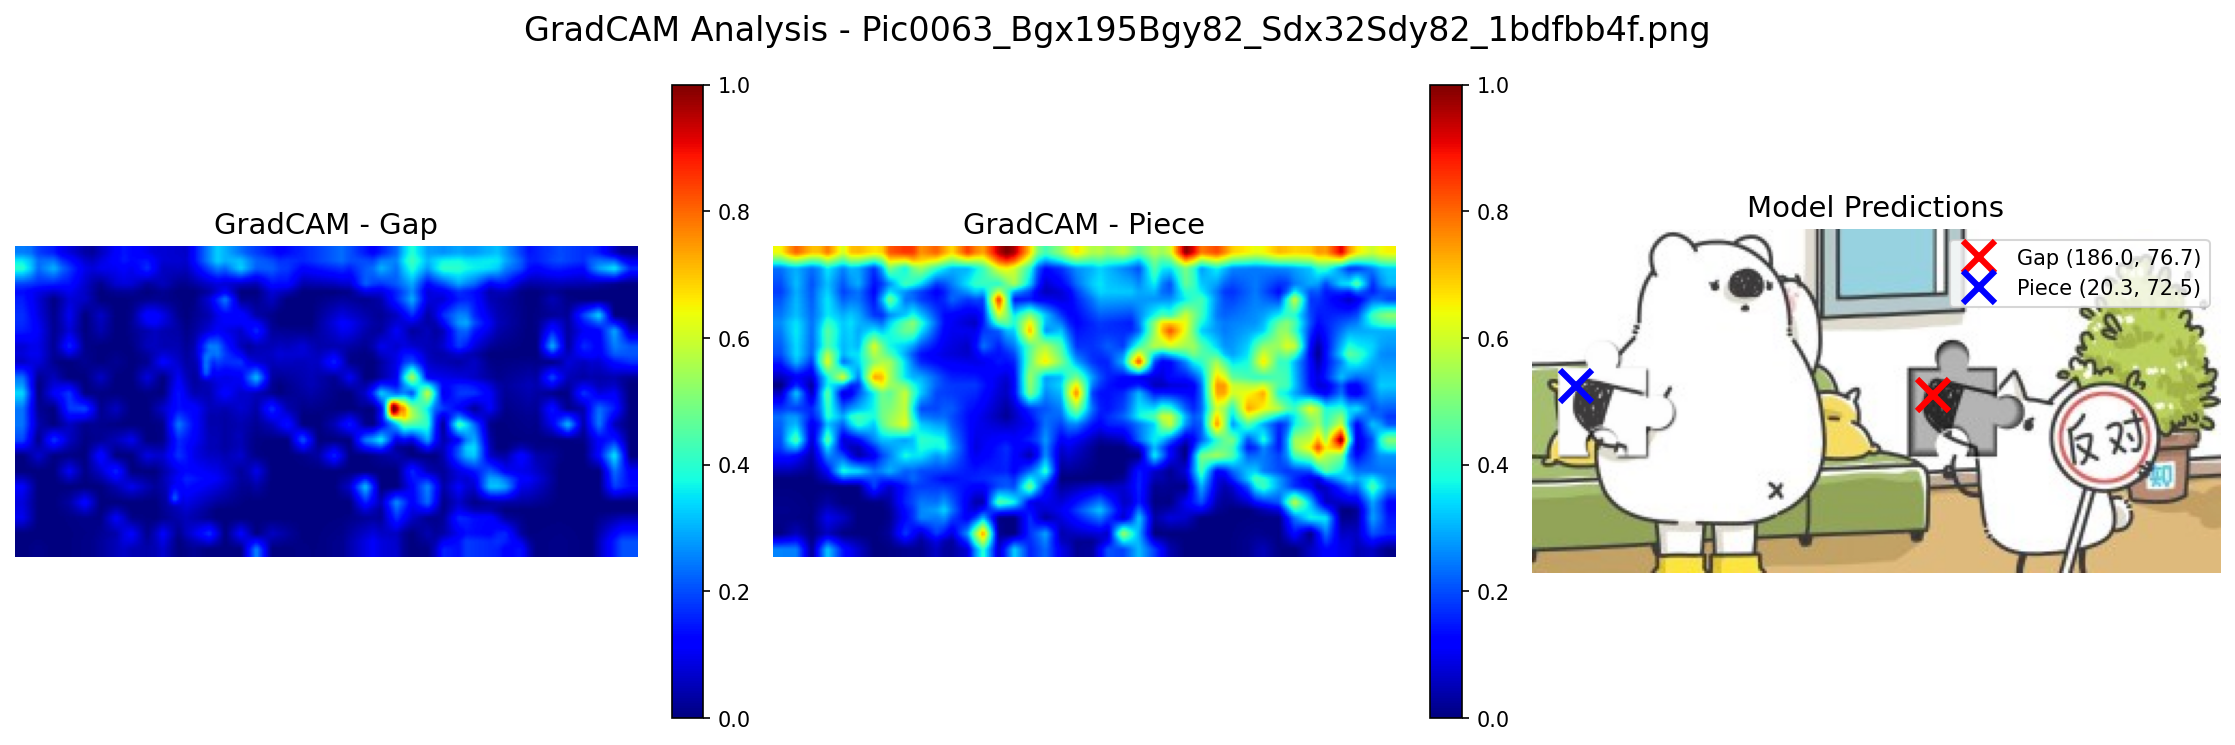 GradCAM Analysis - Pic0063_Bgx195Bgy82_Sdx32Sdy82_1bdfbb4f.png
GradCAM - Gap
1.0
0.8
0.6
0.4
0.2
0.0
GradCAM - Piece
1.0
0.8
0.6
0.4
0.2
0.0
Model Predictions
Gap (186.0, 76.7)
Piece (20.3, 72.5)
反对
知